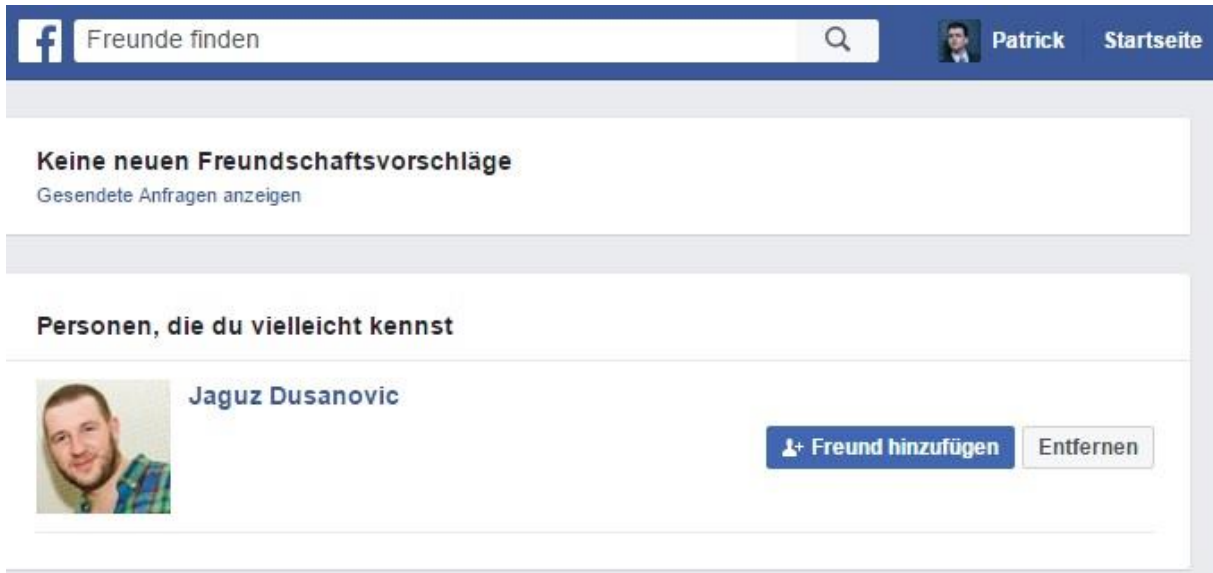 Freunde finden
Patrick Startseite
Keine neuen Freundschaftsvorschläge
Gesendete Anfragen anzeigen
Personen, die du vielleicht kennst
Jaguz Dusanovic
Freund hinzufügen Entfernen